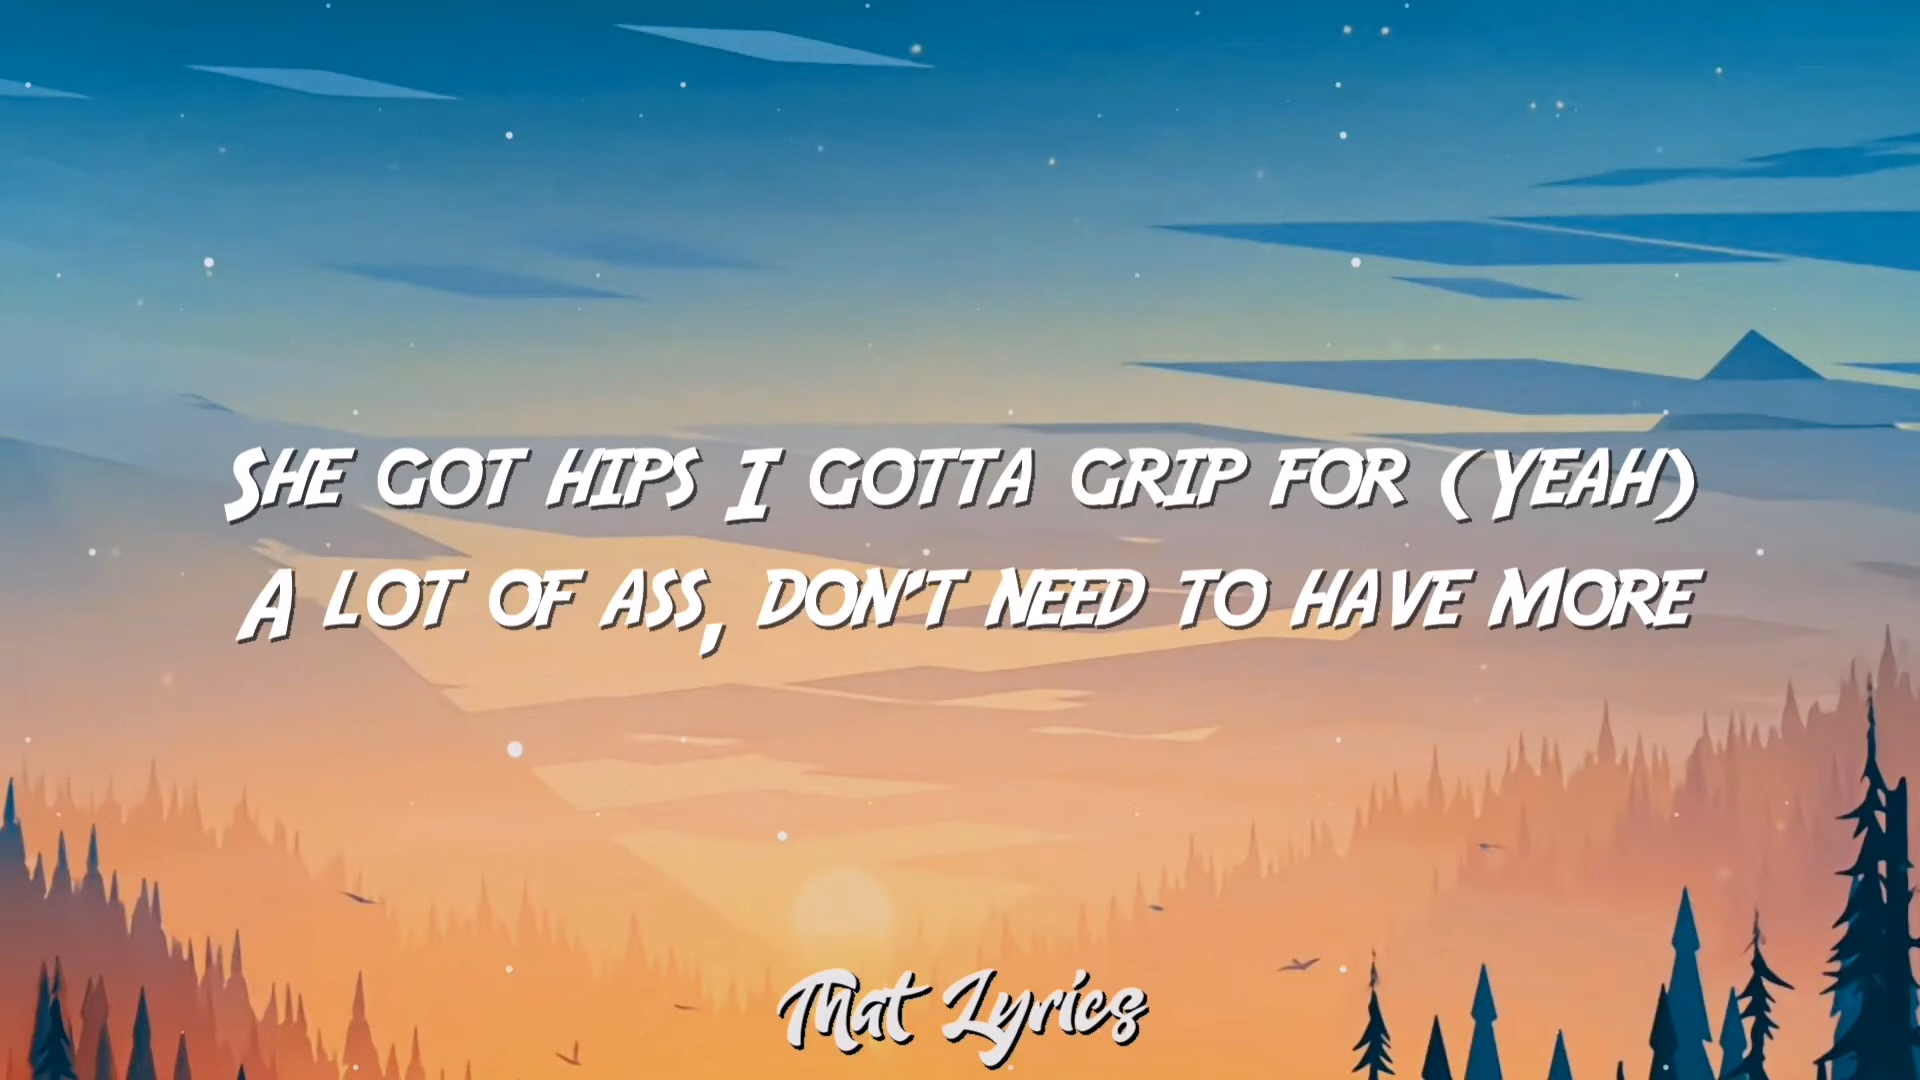 She got hips I gotta grip for (Yeah)
A lot of ass, don't need to have more
That Lyrics